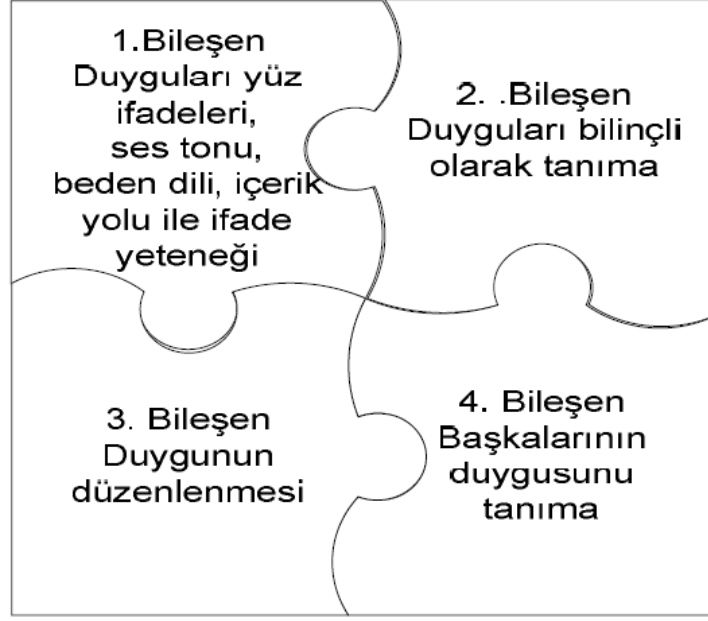 1.Bileşen
Duyguları yüz
ifadeleri,
ses tonu,
beden dili, içerik
yolu ile ifade
yeteneği
2. .Bileşen
Duyguları bilinçli
olarak tanıma
3. Bileşen
Duygunun
düzenlenmesi
4. Bileşen
Başkalarının
duygusunu
tanıma